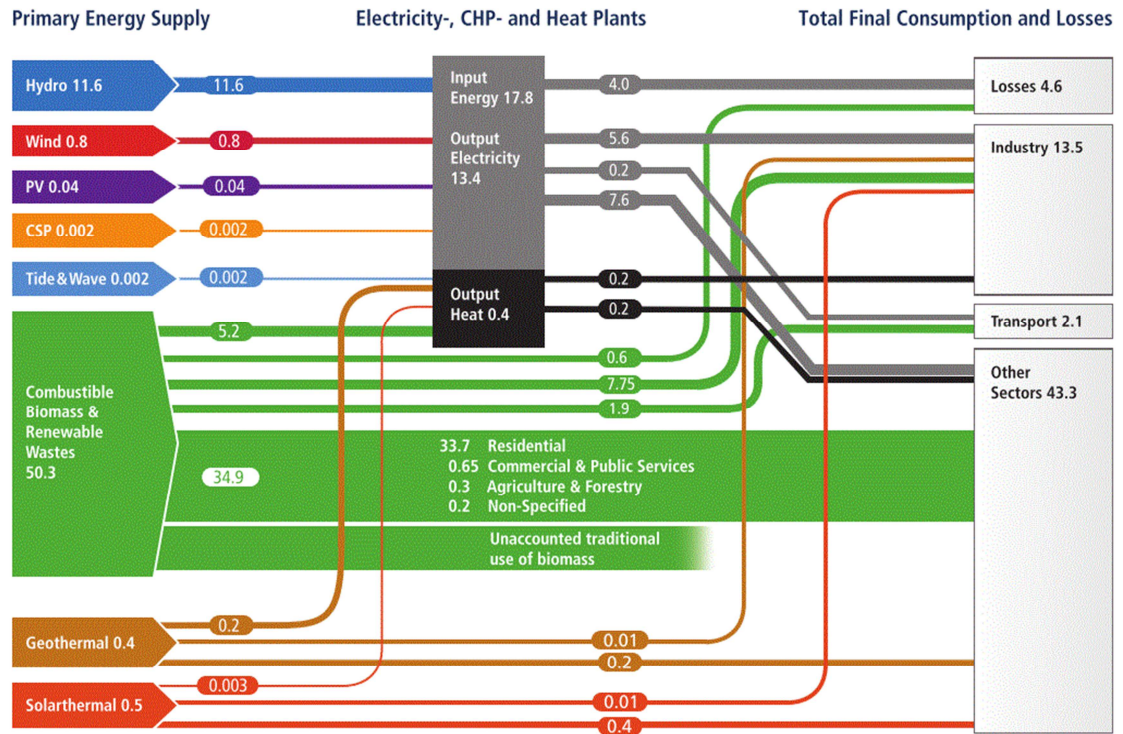 Primary Energy Supply
Electricity-, CHP- and Heat Plants
Total Final Consumption and Losses
Hydro 11.6
11.6
Wind 0.8
0.8
PV 0.04
0.04
CSP 0.002
0.002
Tide & Wave 0.002
0.002
Combustible
Biomass &
Renewable
Wastes
50.3
5.2
34.9
Geothermal 0.4
0.2
Solarthermal 0.5
0.003
Input
Energy 17.8
Output
Electricity
13.4
Output
Heat 0.4
4.0
5.6
0.2
7.6
0.2
0.2
0.6
7.75
1.9
33.7 Residential
0.65 Commercial & Public Services
0.3 Agriculture & Forestry
0.2 Non-Specified
Unaccounted traditional
use of biomass
0.01
0.2
0.01
0.4
Losses 4.6
Industry 13.5
Transport 2.1
Other
Sectors 43.3